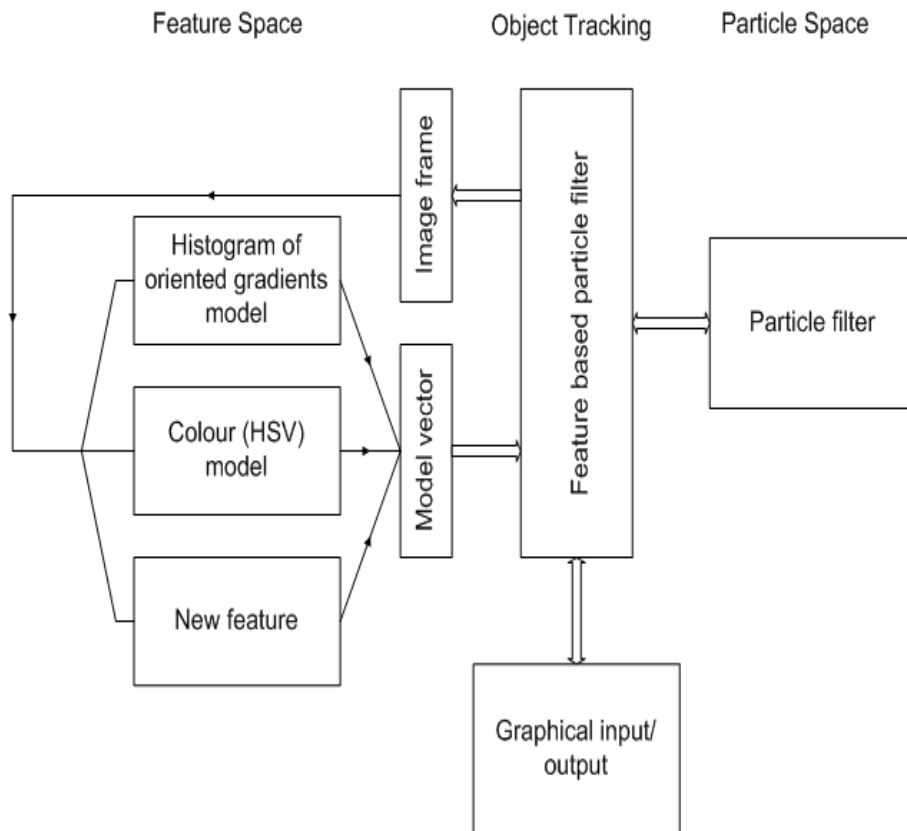 Feature Space
Object Tracking
Particle Space
Image frame
Feature based particle filter
Histogram of
oriented gradients
model
Particle filter
Colour (HSV)
model
Model vector
New feature
Graphical input/
output